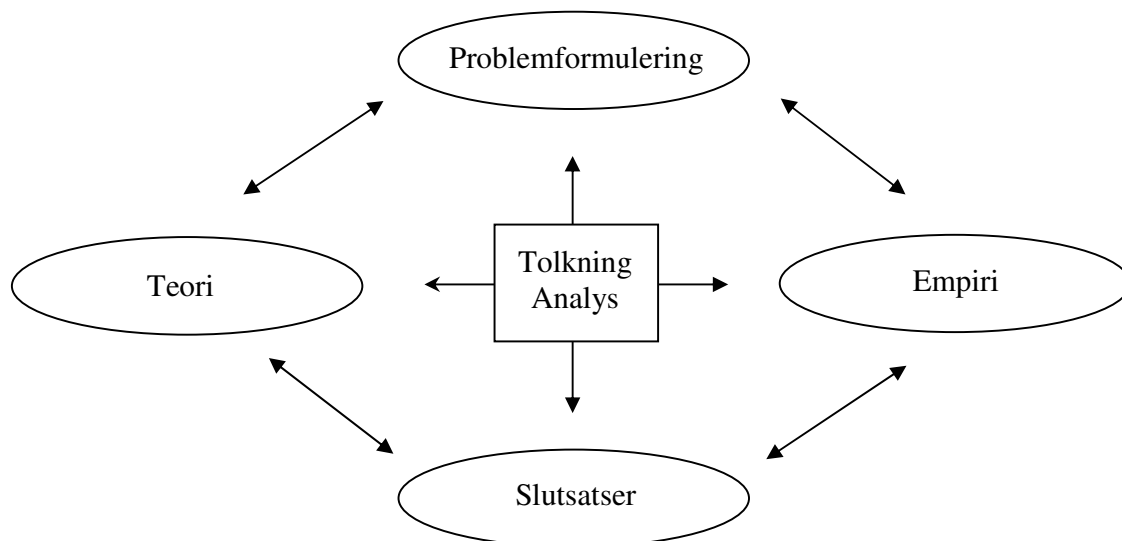 Problemformulering
Teori
Tolkning
Analys
Empiri
Slutsatser